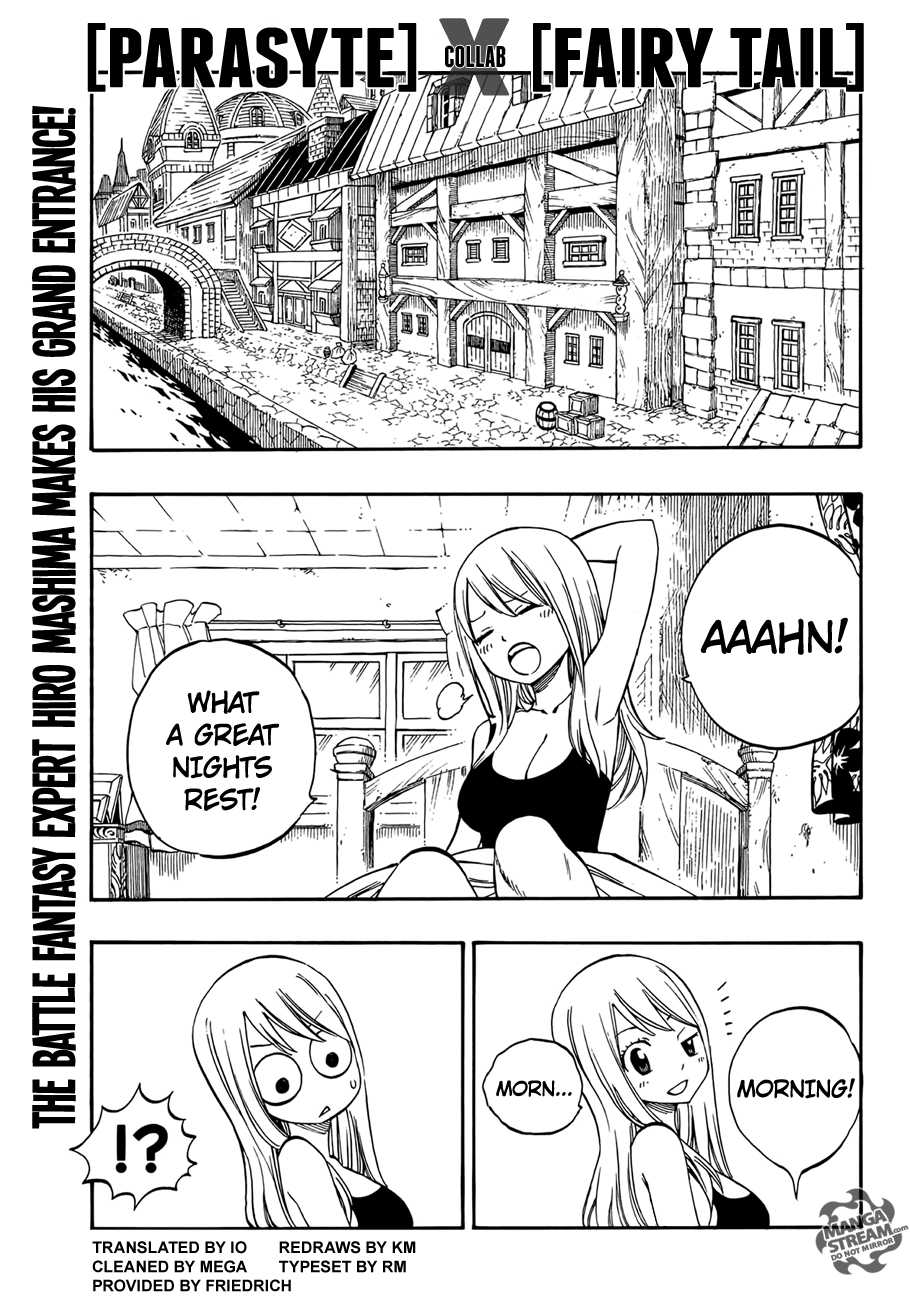 [PARASYTE] X COLLAB [FAIRY TAIL]
THE BATTLE FANTASY EXPERT HIRO MASHIMA MAKES HIS GRAND ENTRANCE!
AAAHN!
WHAT
A GREAT
NIGHTS
REST!
MORNING!
MORN...
!?
TRANSLATED BY IO
REDRAWS BY KM
CLEANED BY MEGA
TYPESET BY RM
PROVIDED BY FRIEDRICH
MANGA
STREAM.com
DO NOT MIRROR